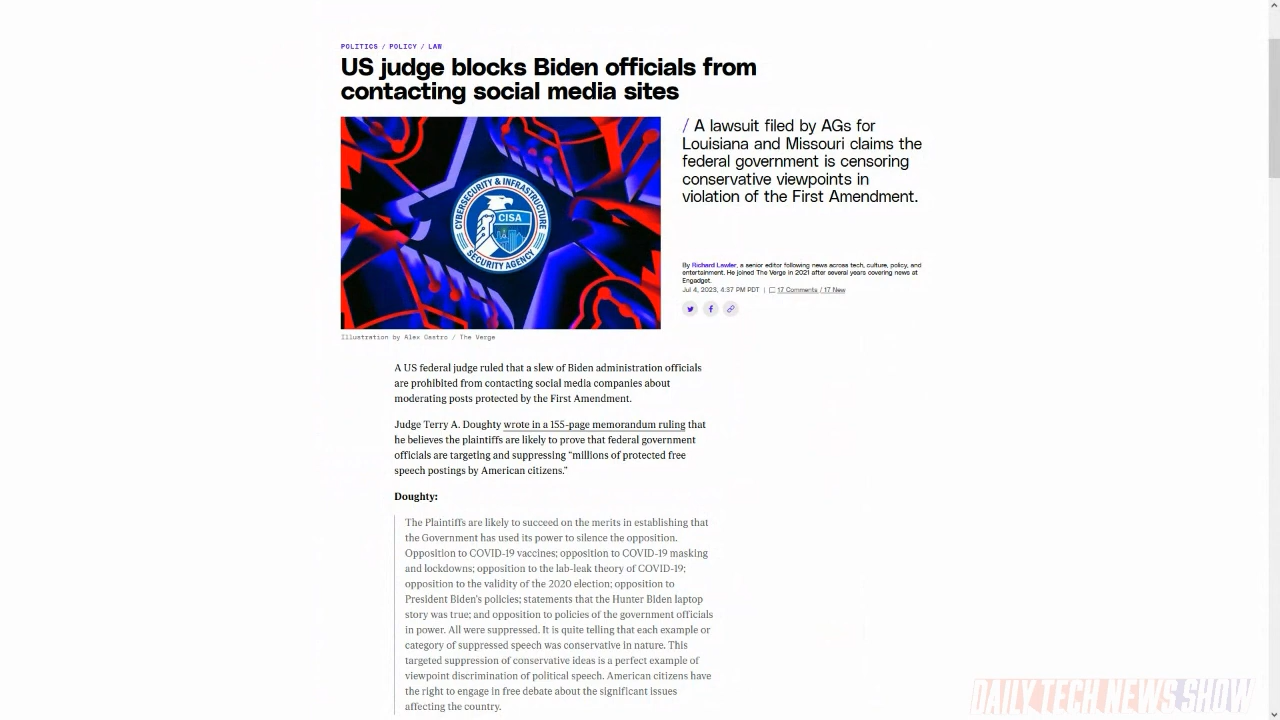 POLITICS / POLICY / LAW
US judge blocks Biden officials from
contacting social media sites
/ A lawsuit filed by AGs for
Louisiana and Missouri claims the
federal government is censoring
conservative viewpoints in
violation of the First Amendment.
CYBERSECURITY & INFRASTRUCTURE
CISA
SECURITY AGENCY
By Richard Lawler, a senior editor following news across tech, culture, policy, and
entertainment. He joined The Verge in 2021 after several years covering news at
Engadget.
Jul 4, 2023, 4:37 PM PDT | 17 Comments / 17 New
Illustration by Alex Castro / The Verge
A US federal judge ruled that a slew of Biden administration officials
are prohibited from contacting social media companies about
moderating posts protected by the First Amendment.
Judge Terry A. Doughty wrote in a 155-page memorandum ruling that
he believes the plaintiffs are likely to prove that federal government
officials are targeting and suppressing “millions of protected free
speech postings by American citizens.”
Doughty:
The Plaintiffs are likely to succeed on the merits in establishing that
the Government has used its power to silence the opposition.
Opposition to COVID-19 vaccines; opposition to COVID-19 masking
and lockdowns; opposition to the lab-leak theory of COVID-19;
opposition to the validity of the 2020 election; opposition to
President Biden’s policies; statements that the Hunter Biden laptop
story was true; and opposition to policies of the government officials
in power. All were suppressed. It is quite telling that each example or
category of suppressed speech was conservative in nature. This
targeted suppression of conservative ideas is a perfect example of
viewpoint discrimination of political speech. American citizens have
the right to engage in free debate about the significant issues
affecting the country.
DAILY TECH NEWS SHOW